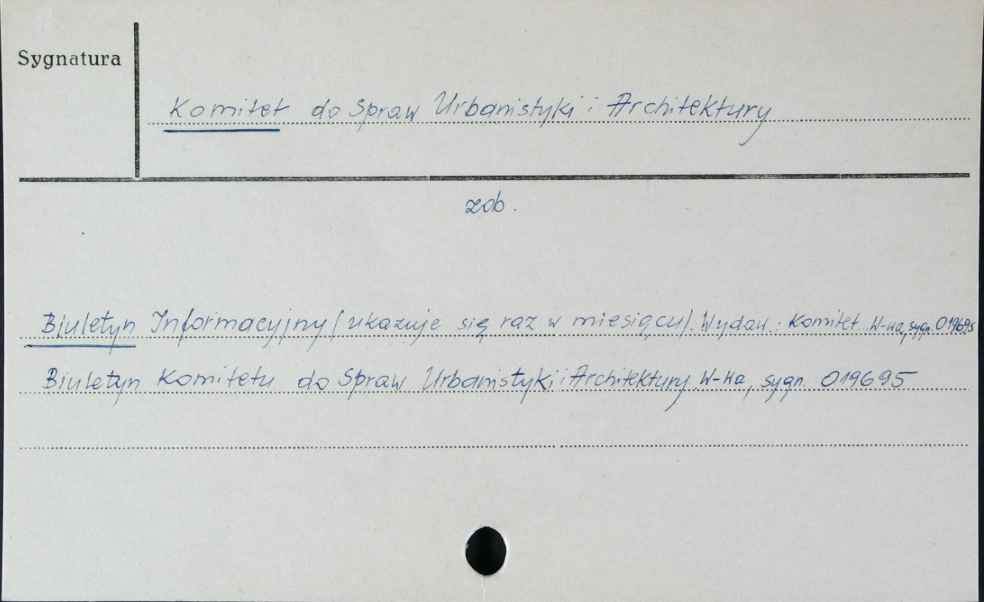 Sygnatura
Komitet do Spraw Urbanistyki i Architektury
zob.
Biuletyn Informacyjny (ukazuje się raz w miesiącu). Wydaw.: Komitet. W-wa, sygn. 019695
Biuletyn Komitetu do Spraw Urbanistyki i Architektury. W-wa, sygn. 019695